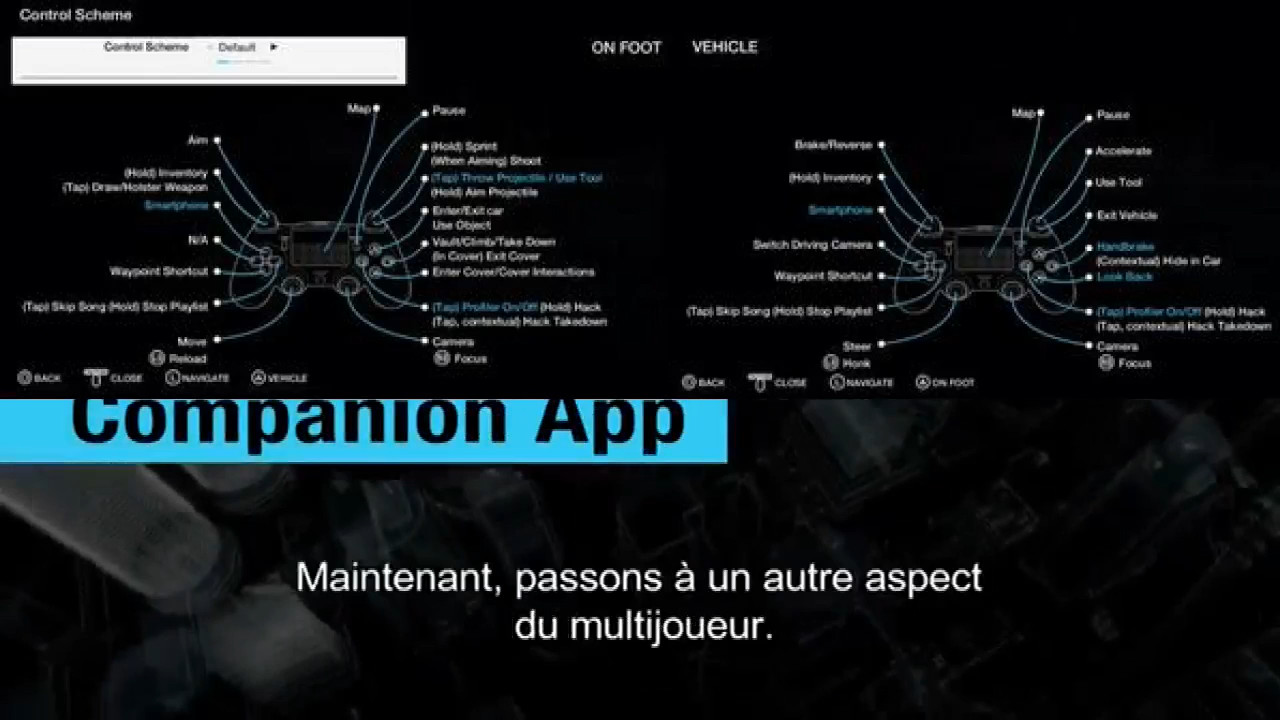 Control Scheme
Control Scheme Default
ON FOOT VEHICLE
Map
Pause
Aim
(Hold) Sprint
(When Aiming) Shoot
(Hold) Inventory
(Tap) Draw/Holster Weapon
(Tap) Throw Projectile / Use Tool
(Hold) Aim Projectile
Smartphone
Enter/Exit car
Use Object
N/A
Vault/Climb/Take Down
(In Cover) Exit Cover
Waypoint Shortcut
Enter Cover/Cover Interactions
(Tap) Skip Song (Hold) Stop Playlist
(Tap) Profiler On/Off (Hold) Hack
(Tap, contextual) Hack Takedown
Move
Camera
Reload
Focus
BACK CLOSE NAVIGATE VEHICLE
Map
Pause
Brake/Reverse
Accelerate
(Hold) Inventory
Use Tool
Smartphone
Exit Vehicle
Switch Driving Camera
Handbrake
(Contextual) Hide in Car
Waypoint Shortcut
Look Back
(Tap) Skip Song (Hold) Stop Playlist
(Tap) Profiler On/Off (Hold) Hack
(Tap, contextual) Hack Takedown
Steer
Camera
Honk
Focus
BACK CLOSE NAVIGATE ON FOOT
Companion App
Maintenant, passons à un autre aspect
du multijoueur.